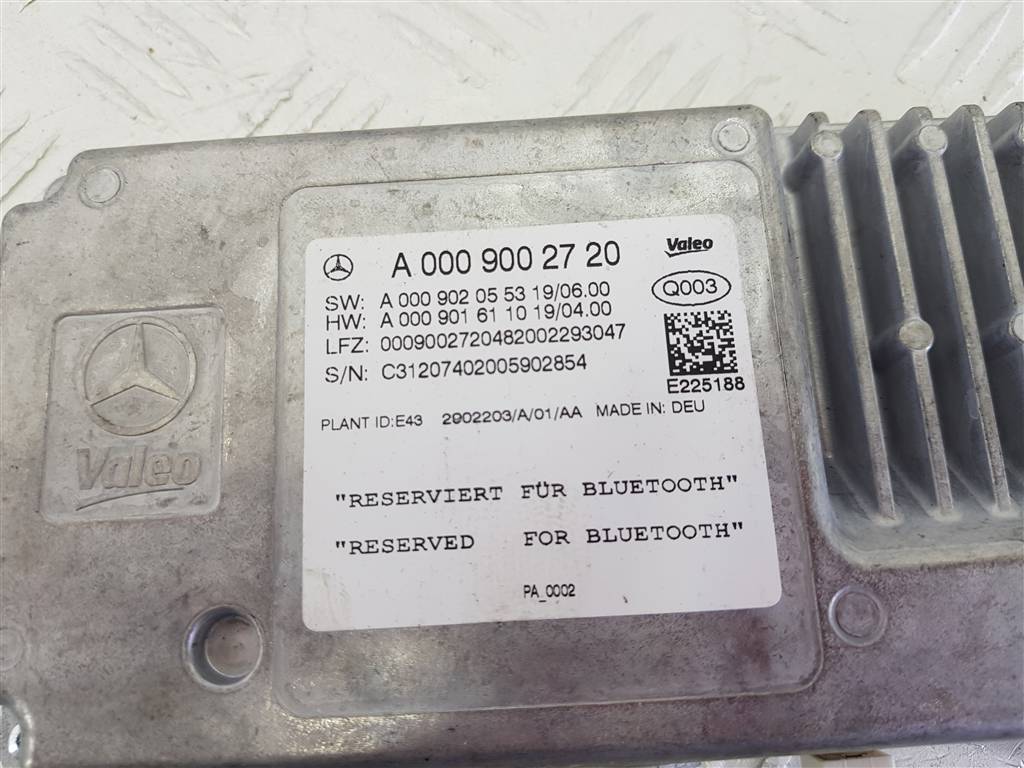 A 000 900 27 20
Valeo
SW: A 000 902 05 53 19/06.00
HW: A 000 901 61 10 19/04.00
Q003
LFZ: 0009002720482002293047
S/N: C31207402005902854
E225188
PLANT ID:E43 2902203/A/01/AA MADE IN: DEU
Valeo
"RESERVIERT FÜR BLUETOOTH"
"RESERVED FOR BLUETOOTH"
PA_0002